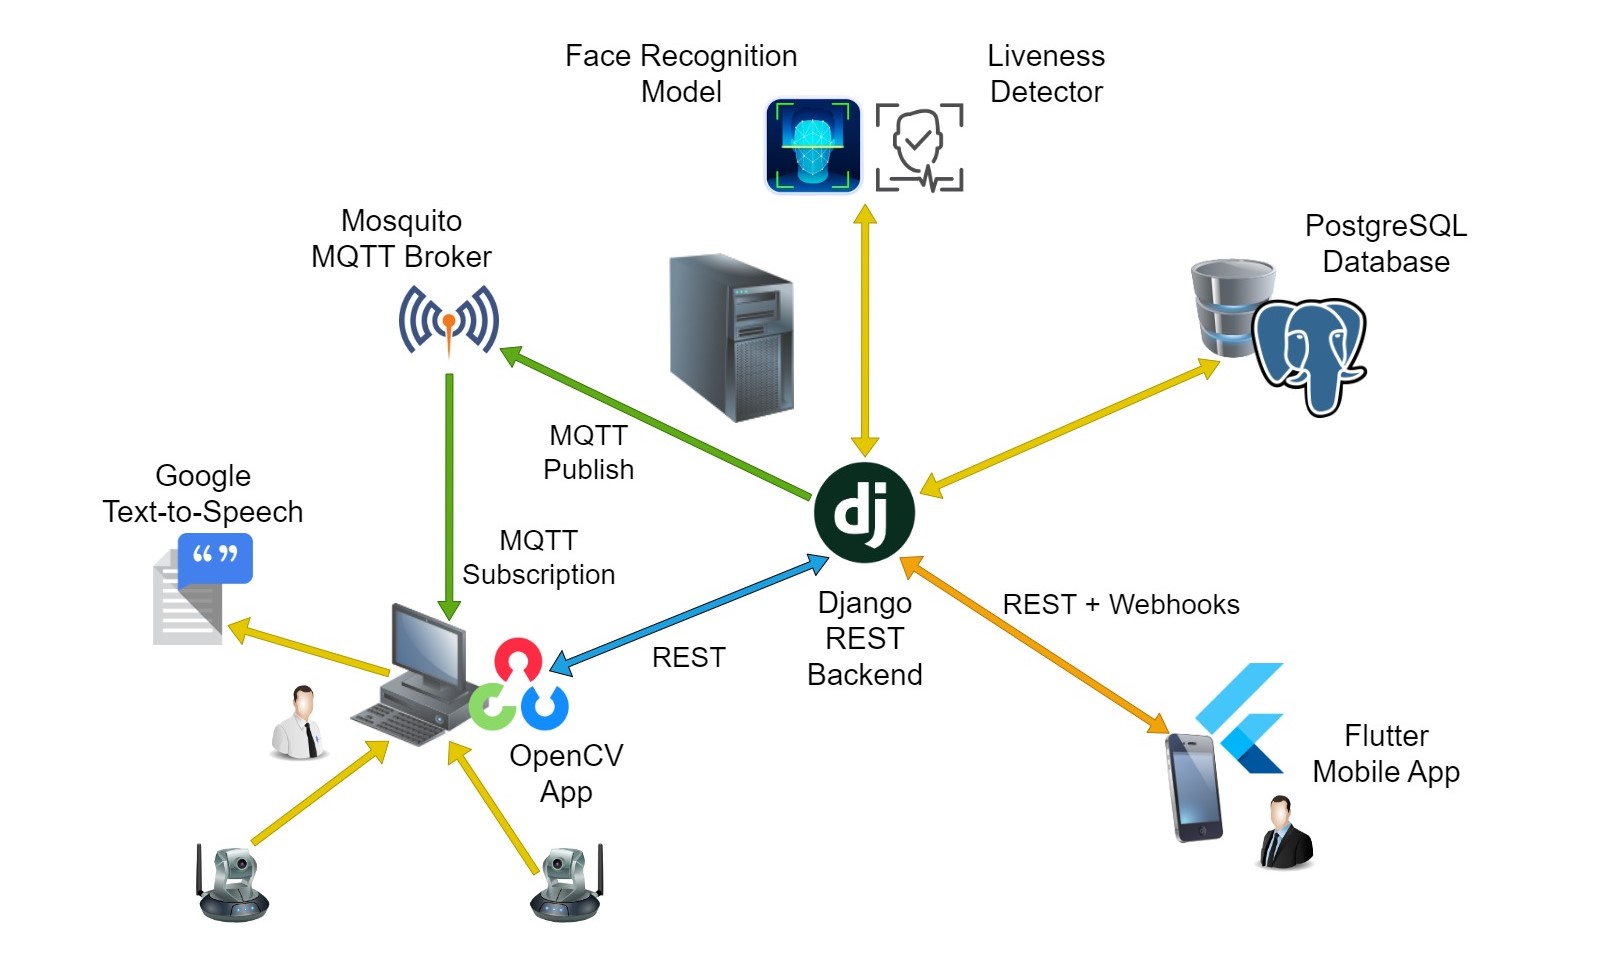 Face Recognition
Model
Liveness
Detector
Mosquito
MQTT Broker
PostgreSQL
Database
MQTT
Publish
Google
Text-to-Speech
“ ”
dj
MQTT
Subscription
Django
REST
Backend
REST + Webhooks
REST
OpenCV
App
Flutter
Mobile App